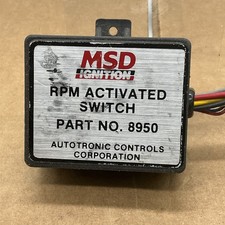 MSD
IGNITION
RPM ACTIVATED
SWITCH
PART NO. 8950
AUTOTRONIC CONTROLS
CORPORATION